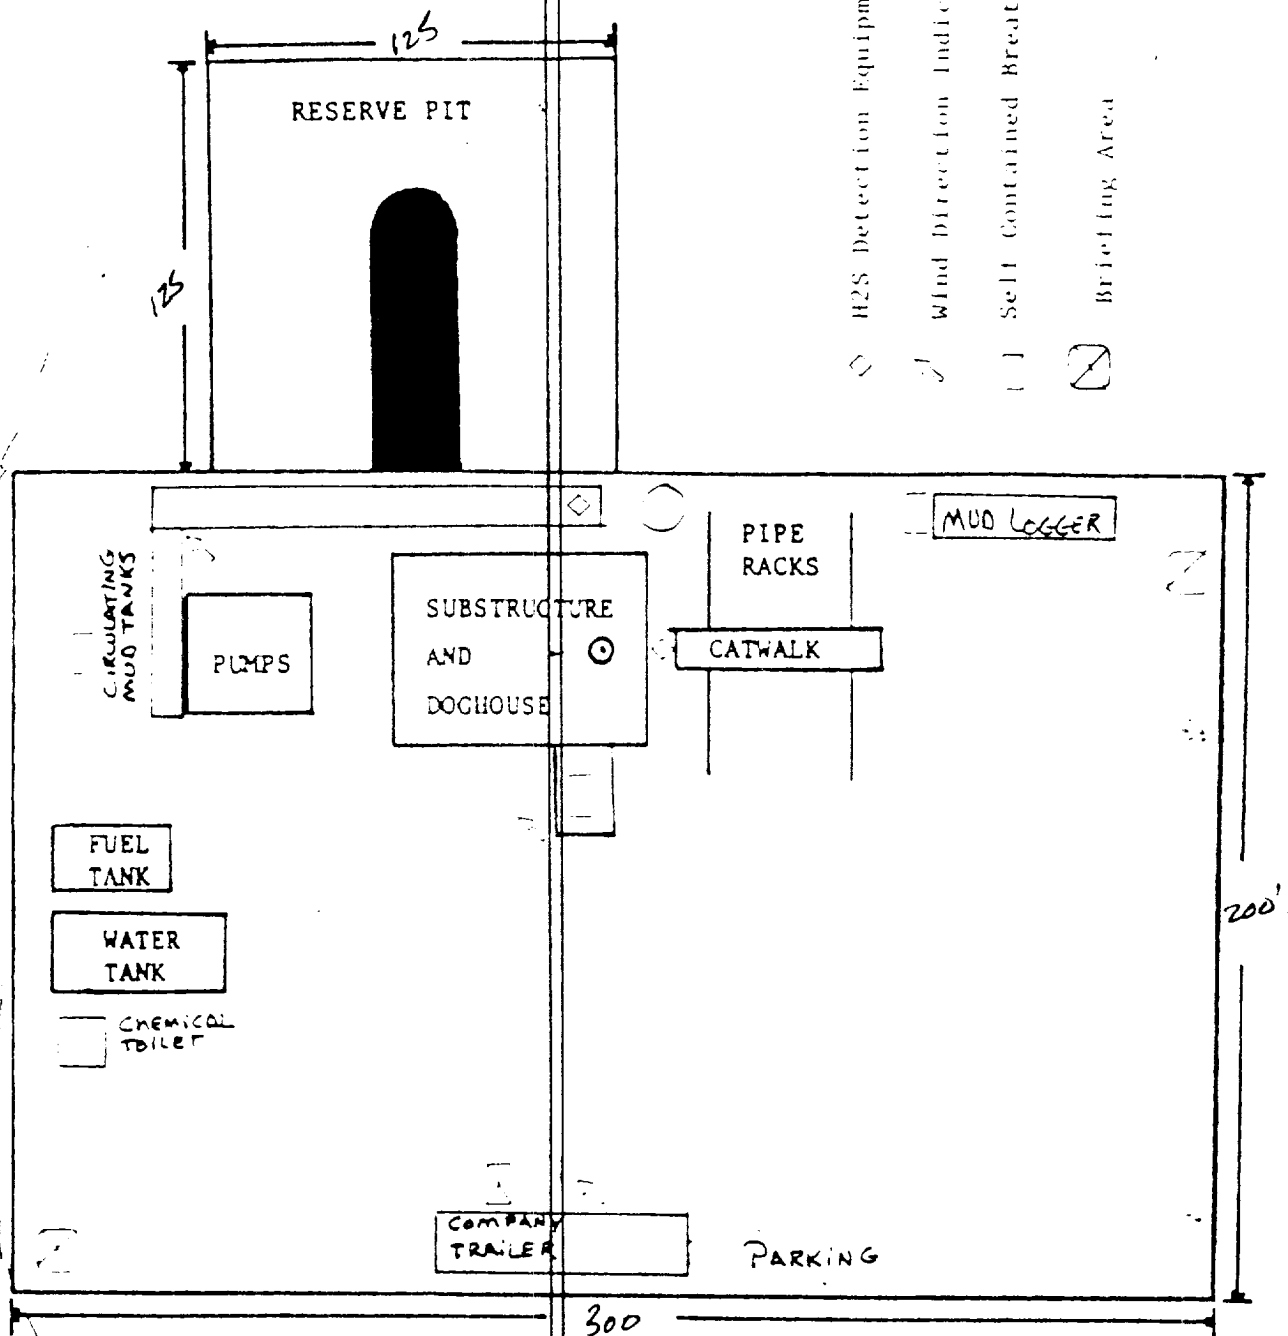 125
RESERVE PIT
125
H2S Detection Equipm
Wind Direction Indic
Self Contained Breat
Briefing Area
MUD LOGGER
PIPE
RACKS
CIRCULATING
MUD TANKS
SUBSTRUCTURE
AND
DOGHOUSE
PUMPS
CATWALK
FUEL
TANK
WATER
TANK
200'
CHEMICAL
TOILET
COMPANY
TRAILER
PARKING
300